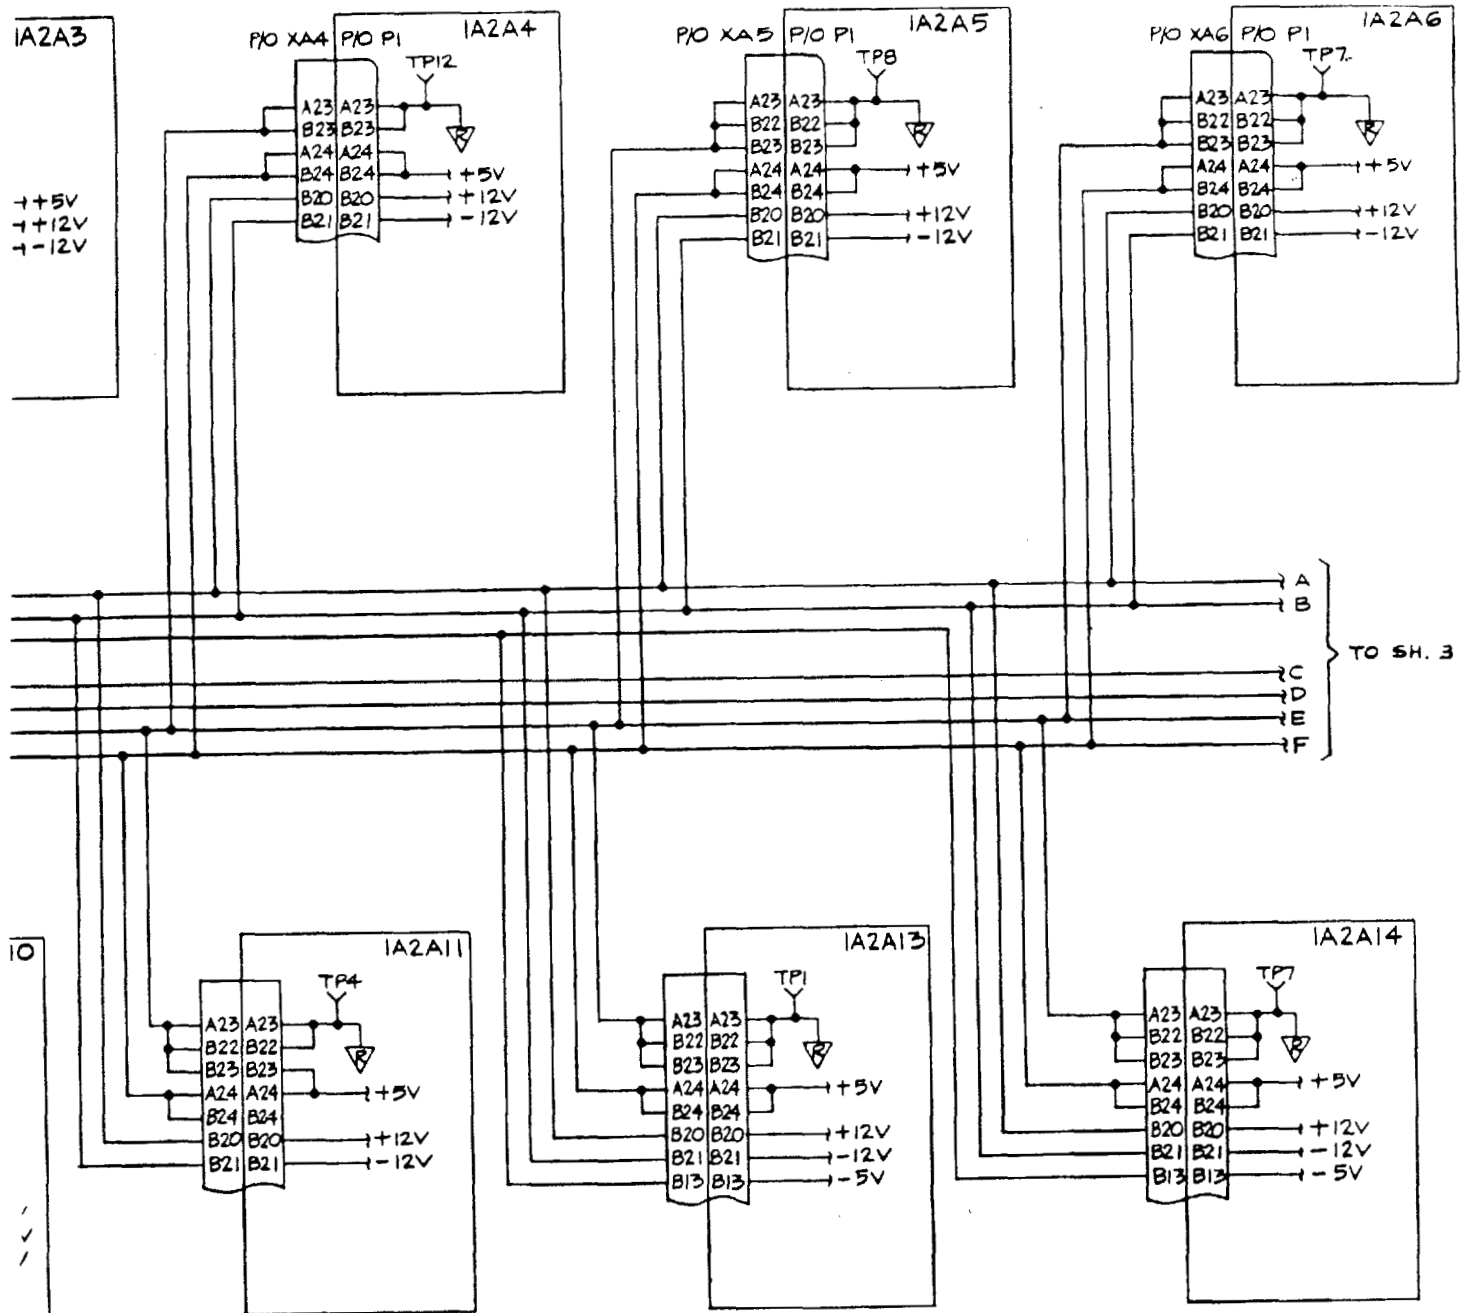 1A2A3
+5V
+12V
-12V
P/O XA4 P/O P1
1A2A4
TP12
A23 A23
B23 B23
A24 A24
B24 B24 +5V
B20 B20 +12V
B21 B21 -12V
R
P/O XA5 P/O P1
1A2A5
TP8
A23 A23
B22 B22
B23 B23
A24 A24 +5V
B24 B24
B20 B20 +12V
B21 B21 -12V
R
P/O XA6 P/O P1
1A2A6
TP7
A23 A23
B22 B22
B23 B23
A24 A24 +5V
B24 B24
B20 B20 +12V
B21 B21 -12V
R
A
B
C
D
E
F
TO SH. 3
10
1A2A11
TP4
A23 A23
B22 B22
B23 B23
A24 A24 +5V
B24 B24
B20 B20 +12V
B21 B21 -12V
R
1A2A13
TP1
A23 A23
B22 B22
B23 B23
A24 A24 +5V
B24 B24
B20 B20 +12V
B21 B21 -12V
B13 B13 -5V
R
1A2A14
TP7
A23 A23
B22 B22
B23 B23
A24 A24 +5V
B24 B24
B20 B20 +12V
B21 B21 -12V
B13 B13 -5V
R